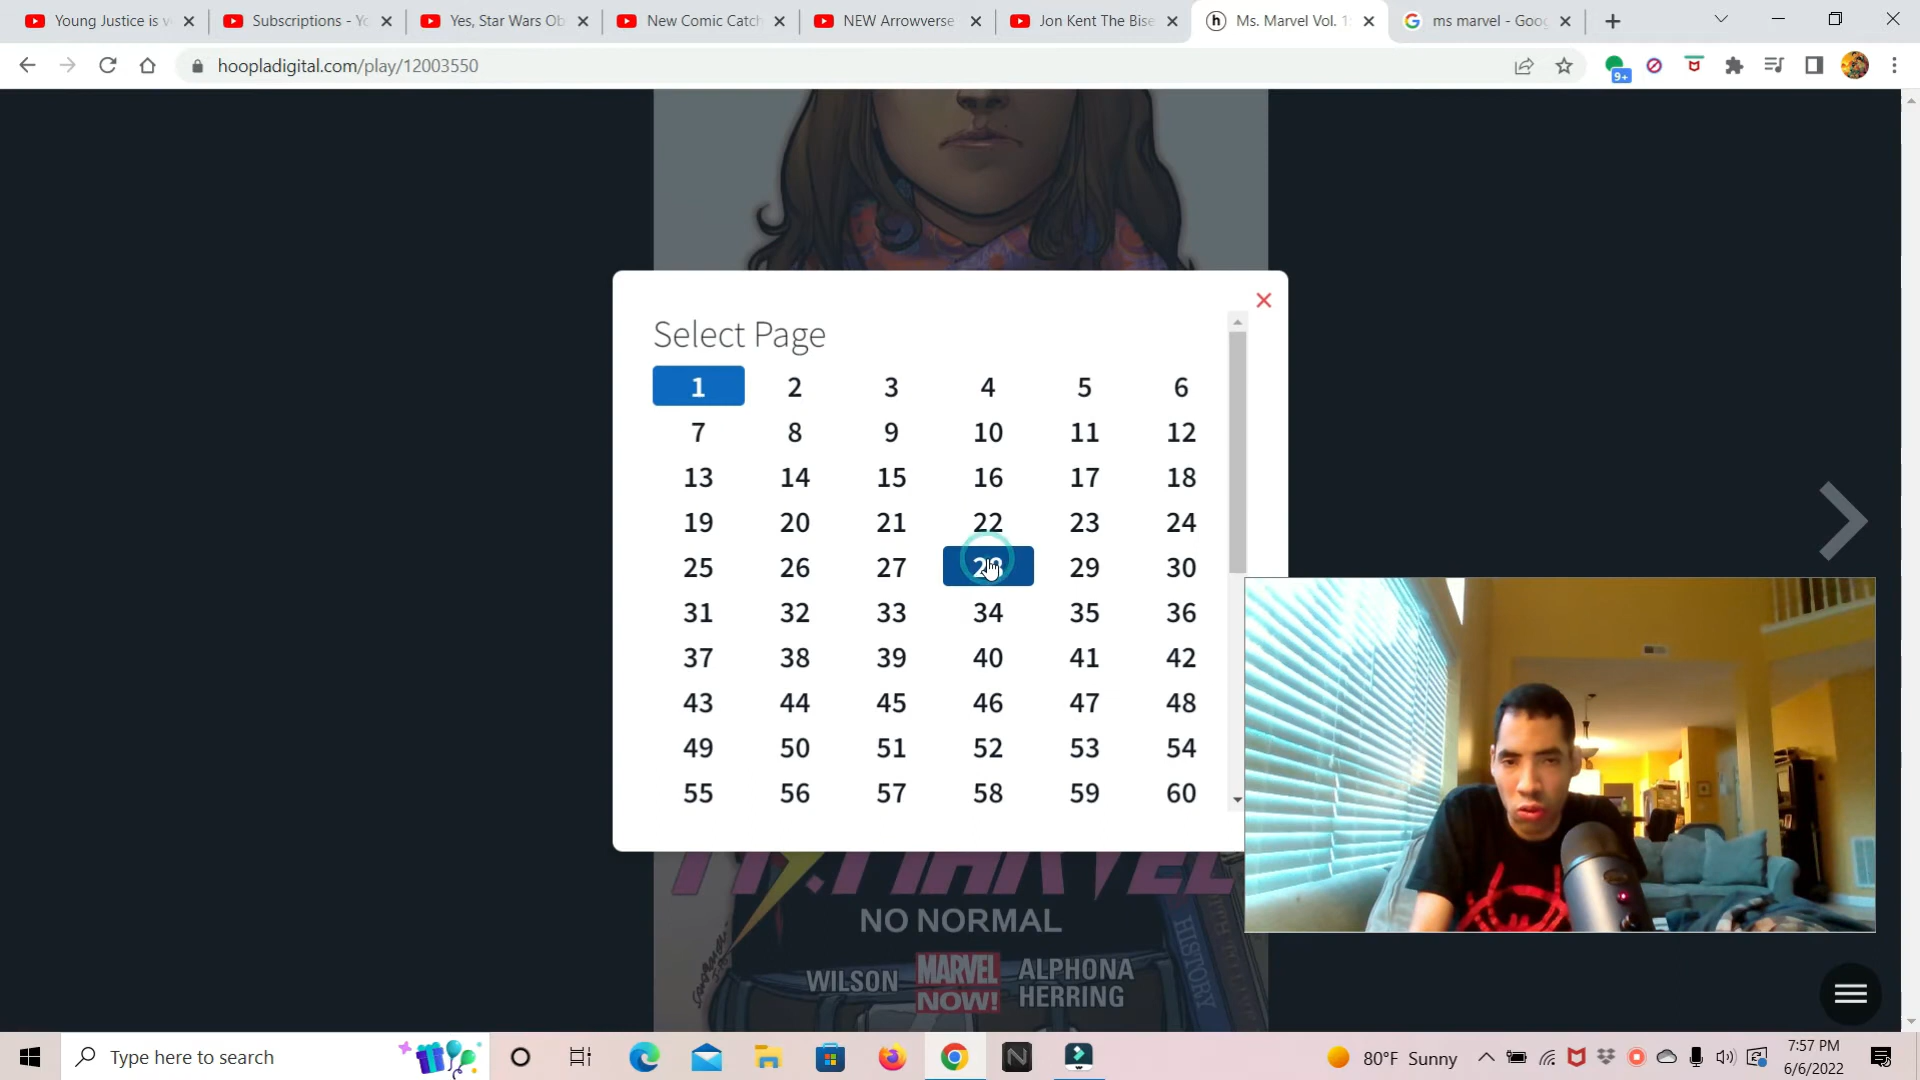 Young Justice is v
Subscriptions - Yo
Yes, Star Wars Ob
New Comic Catch
NEW Arrowverse
Jon Kent The Bise
Ms. Marvel Vol. 1:
ms marvel - Goog
hoopladigital.com/play/12003550
9+
Select Page
1 2 3 4 5 6
7 8 9 10 11 12
13 14 15 16 17 18
19 20 21 22 23 24
25 26 27 28 29 30
31 32 33 34 35 36
37 38 39 40 41 42
43 44 45 46 47 48
49 50 51 52 53 54
55 56 57 58 59 60
NO NORMAL
HISTORY
WILSON
MARVEL
NOW!
ALPHONA
HERRING
Type here to search
80°F Sunny
7:57 PM
6/6/2022